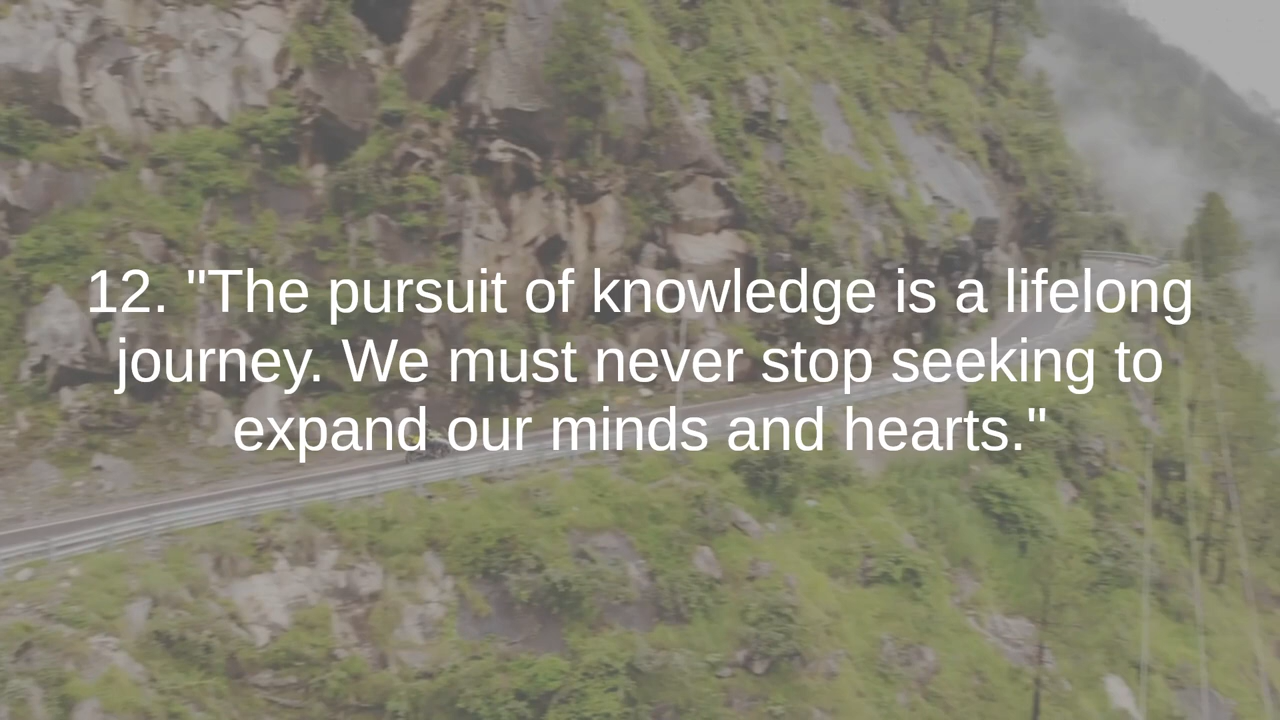 12. "The pursuit of knowledge is a lifelong
journey. We must never stop seeking to
expand our minds and hearts."